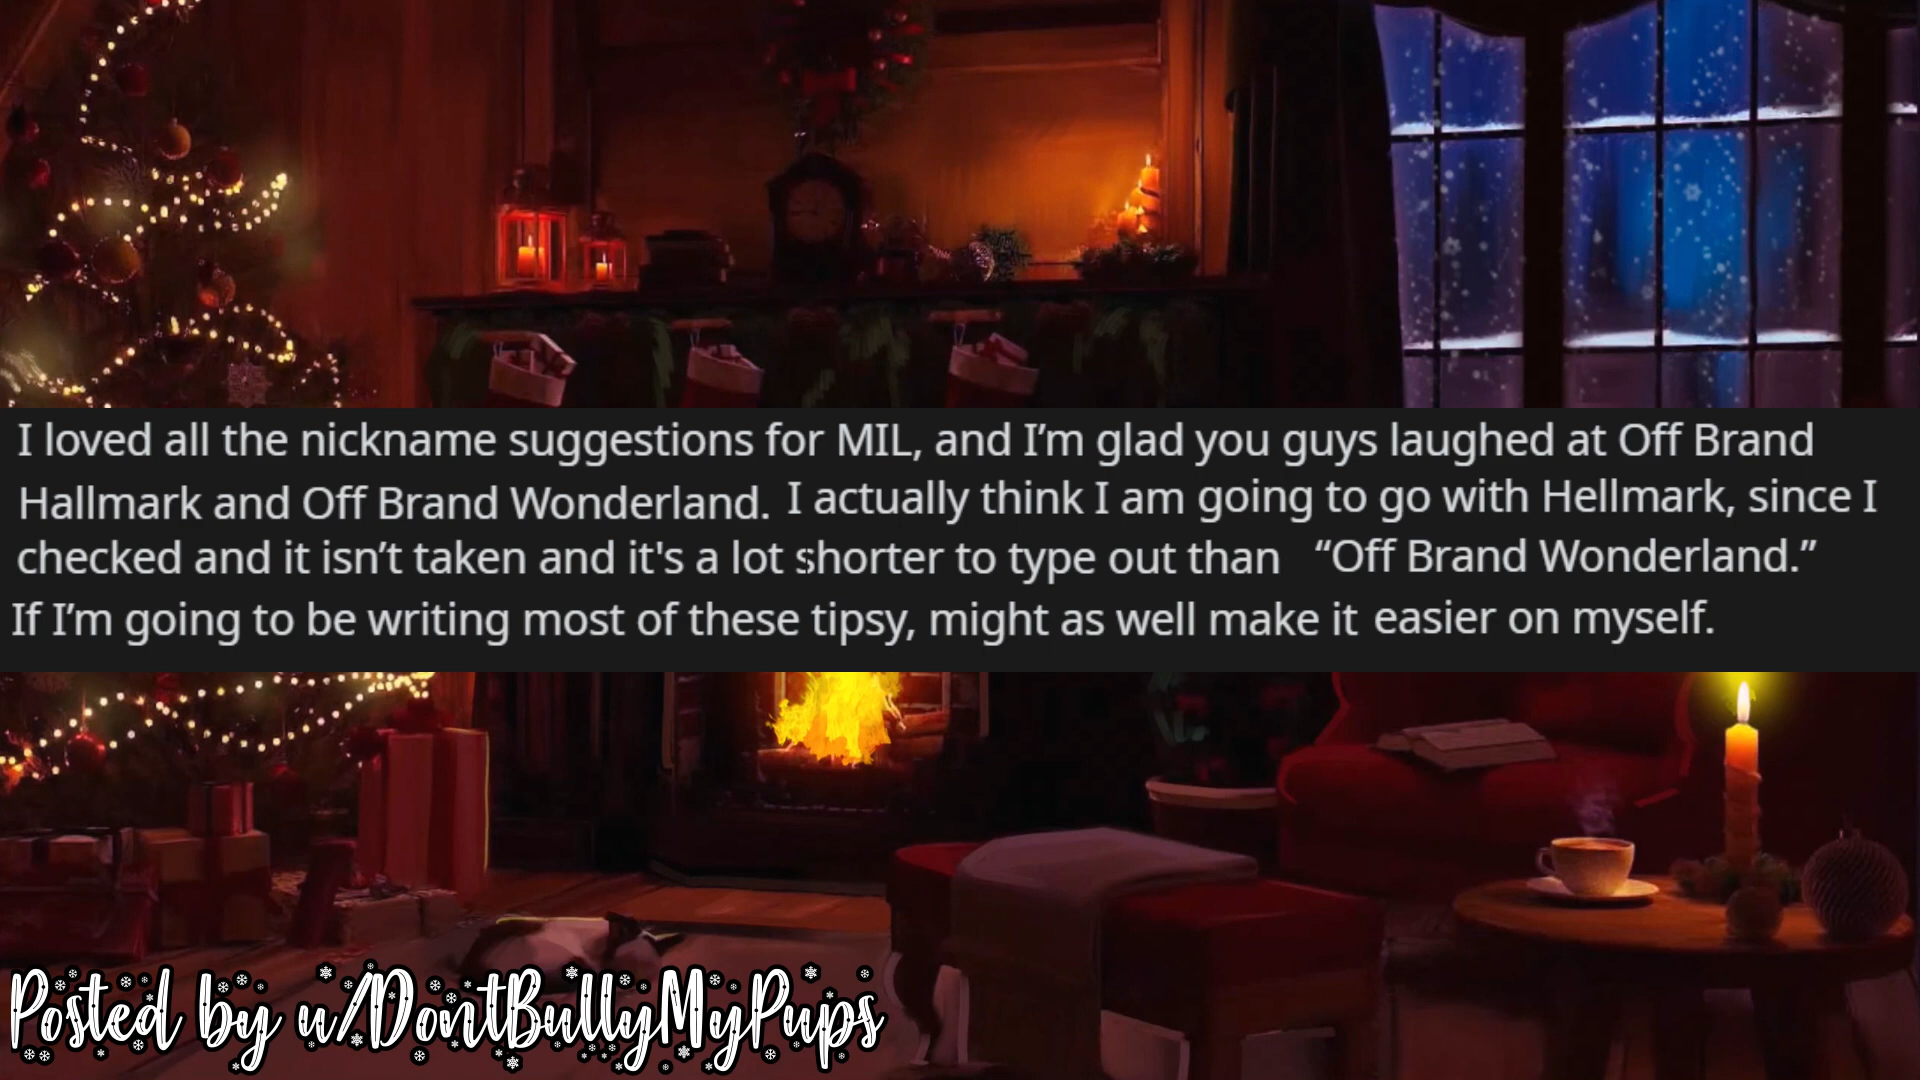 I loved all the nickname suggestions for MIL, and I’m glad you guys laughed at Off Brand
Hallmark and Off Brand Wonderland. I actually think I am going to go with Hellmark, since I
checked and it isn’t taken and it's a lot shorter to type out than “Off Brand Wonderland.”
If I’m going to be writing most of these tipsy, might as well make it easier on myself.
Posted by u/DontBullyMyPups